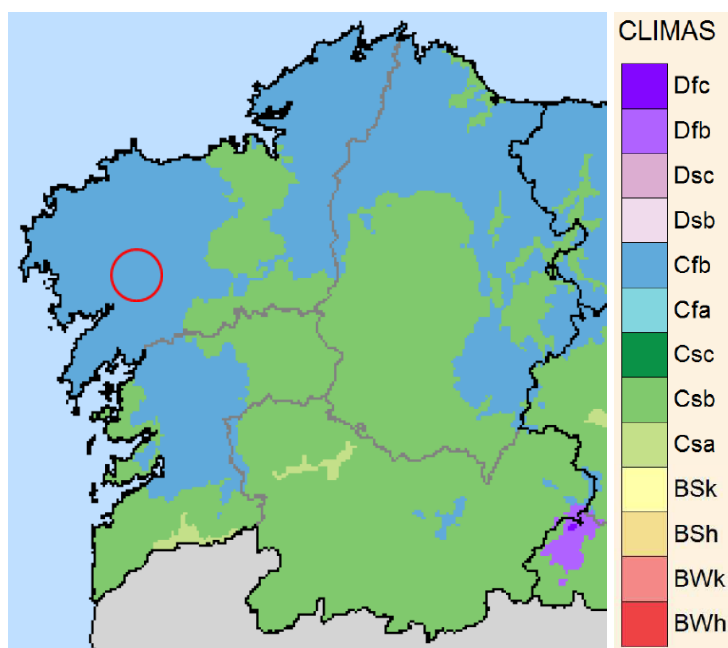 CLIMAS
Dfc
Dfb
Dsc
Dsb
Cfb
Cfa
Csc
Csb
Csa
BSk
BSh
BWk
BWh